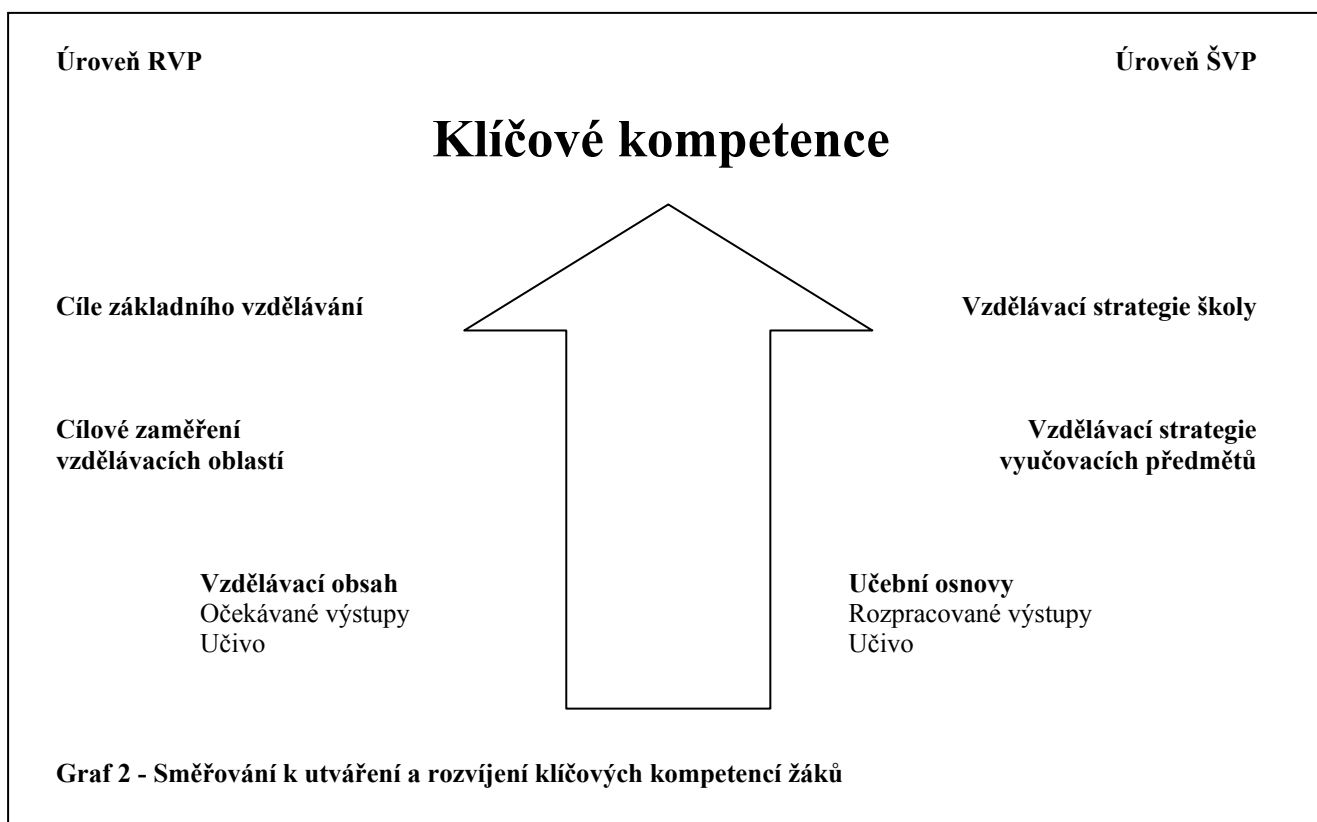 Úroveň RVP
Úroveň ŠVP
Klíčové kompetence
Cíle základního vzdělávání
Vzdělávací strategie školy
Cílové zaměření
vzdělávacích oblastí
Vzdělávací strategie
vyučovacích předmětů
Vzdělávací obsah
Očekávané výstupy
Učivo
Učební osnovy
Rozpracované výstupy
Učivo
Graf 2 - Směřování k utváření a rozvíjení klíčových kompetencí žáků